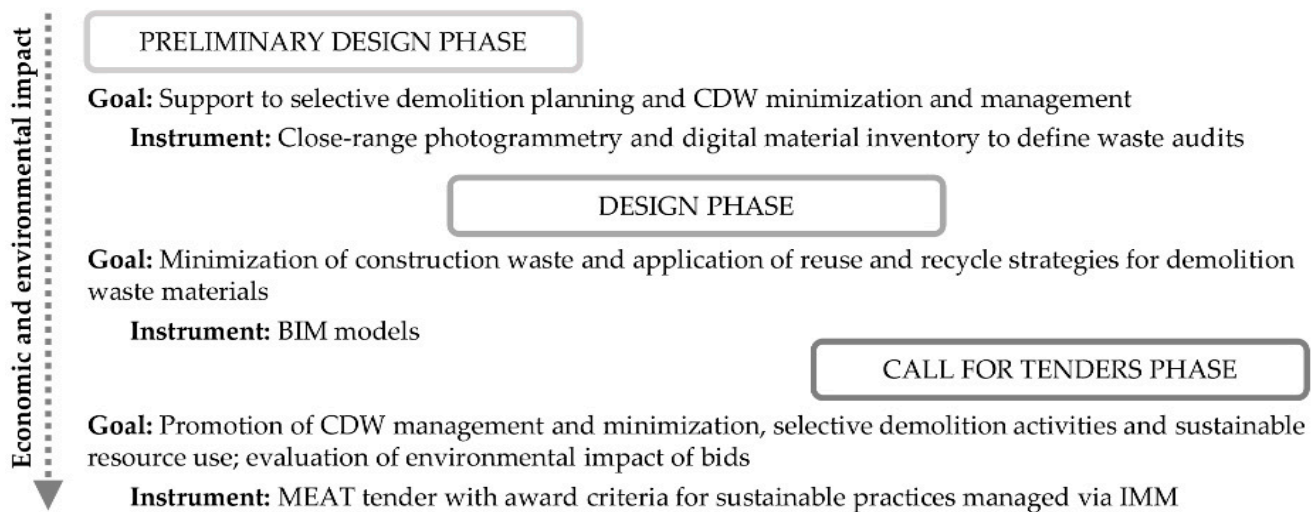 Economic and environmental impact
PRELIMINARY DESIGN PHASE
Goal: Support to selective demolition planning and CDW minimization and management
Instrument: Close-range photogrammetry and digital material inventory to define waste audits
DESIGN PHASE
Goal: Minimization of construction waste and application of reuse and recycle strategies for demolition
waste materials
Instrument: BIM models
CALL FOR TENDERS PHASE
Goal: Promotion of CDW management and minimization, selective demolition activities and sustainable
resource use; evaluation of environmental impact of bids
Instrument: MEAT tender with award criteria for sustainable practices managed via IMM